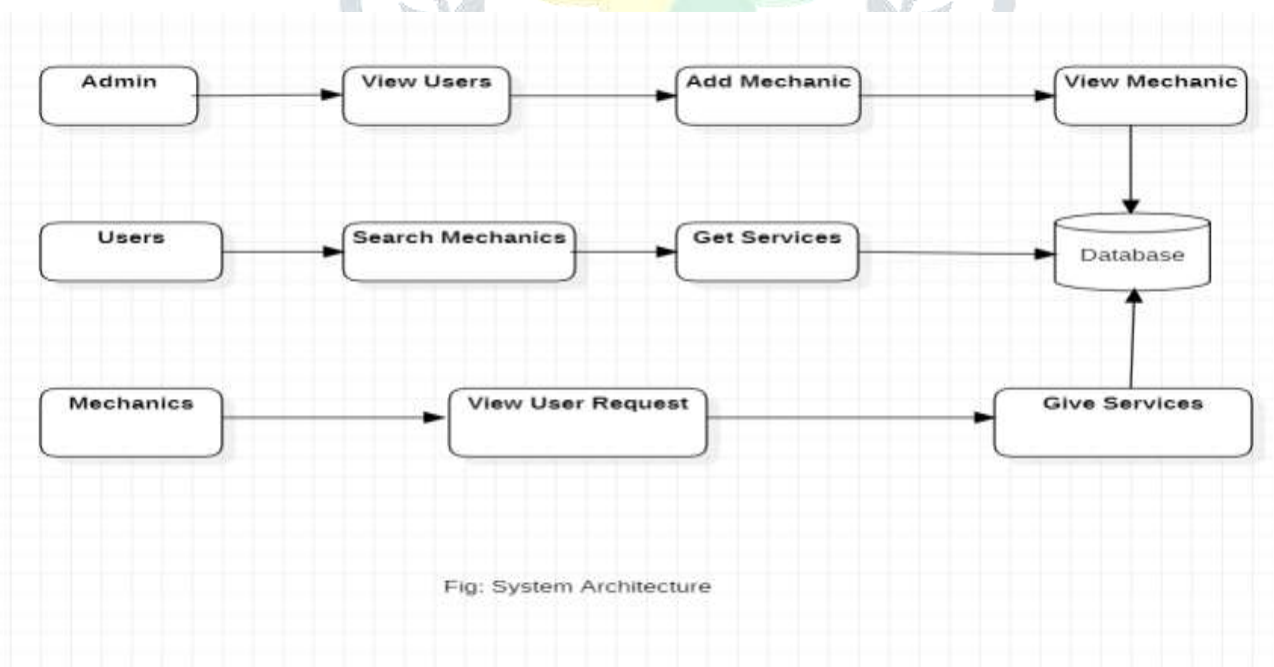 Admin
View Users
Add Mechanic
View Mechanic
Users
Search Mechanics
Get Services
Database
Mechanics
View User Request
Give Services
Fig: System Architecture